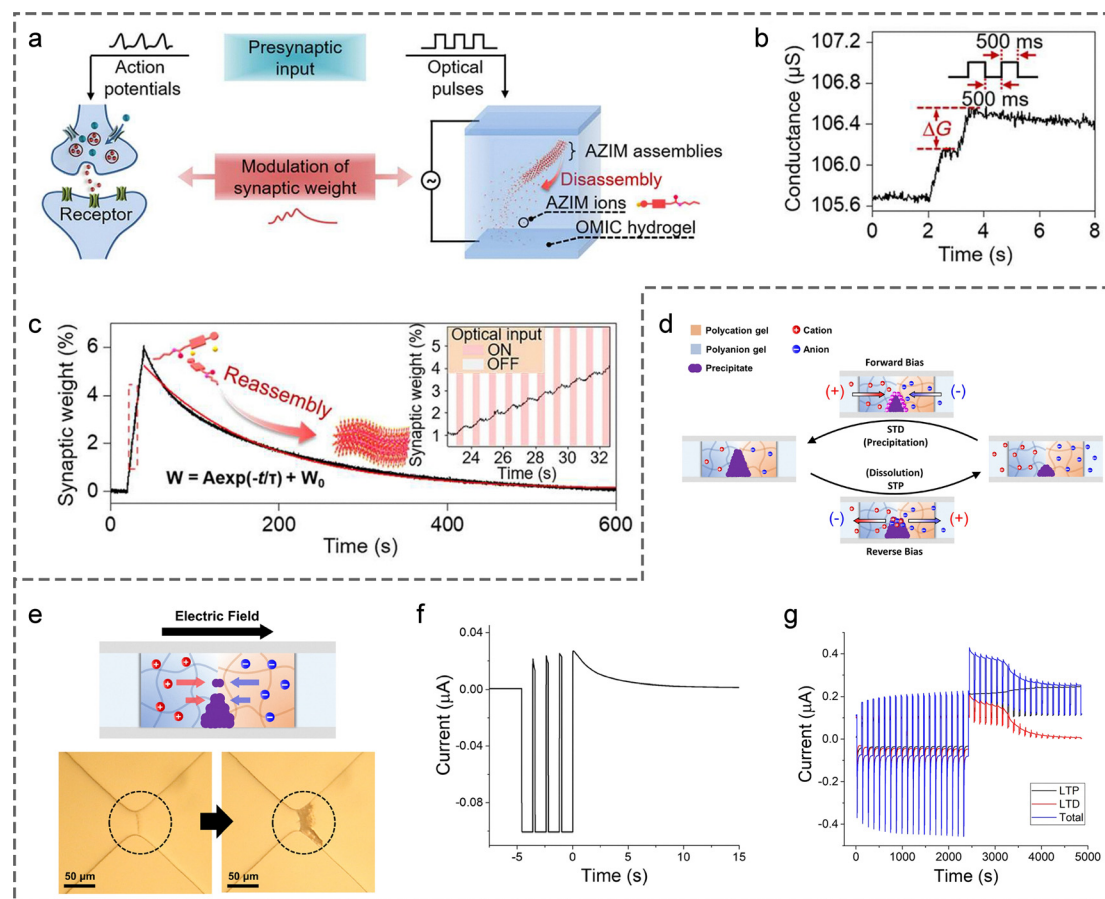 a
Action
potentials
Presynaptic
input
Optical
pulses
Modulation of
synaptic weight
Receptor
AZIM assemblies
Disassembly
AZIM ions
OMIC hydrogel
~
b
Conductance (μS)
107.2
106.8
106.4
106.0
105.6
500 ms
500 ms
ΔG
0 2 4 6 8
Time (s)
c
Synaptic weight (%)
6
4
2
0
Reassembly
W = Aexp(-t/τ) + W₀
0 200 400 600
Time (s)
Optical input
ON
OFF
Synaptic weight (%)
5
4
3
2
1
24 26 28 30 32
Time (s)
d
Polycation gel
Cation
Polyanion gel
Anion
Precipitate
Forward Bias
(+) (-)
STD
(Precipitation)
(Dissolution)
STP
(-) (+)
Reverse Bias
e
Electric Field
50 μm
50 μm
f
Current (μA)
0.04
0.00
-0.04
-0.08
-5 0 5 10 15
Time (s)
g
Current (μA)
0.4
0.2
0.0
-0.2
-0.4
LTP
LTD
Total
0 1000 2000 3000 4000 5000
Time (s)